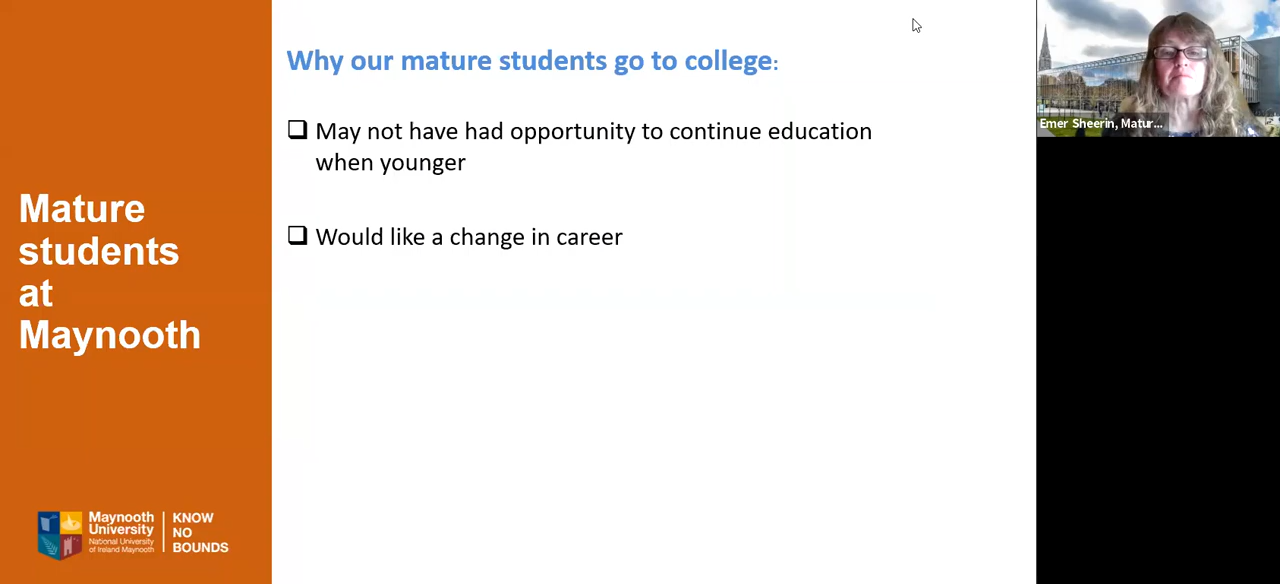 Why our mature students go to college:
❑ May not have had opportunity to continue education
when younger
❑ Would like a change in career
Mature
students
at
Maynooth
Maynooth
University
National University
of Ireland Maynooth
KNOW
NO
BOUNDS
Emer Sheerin, Matur...